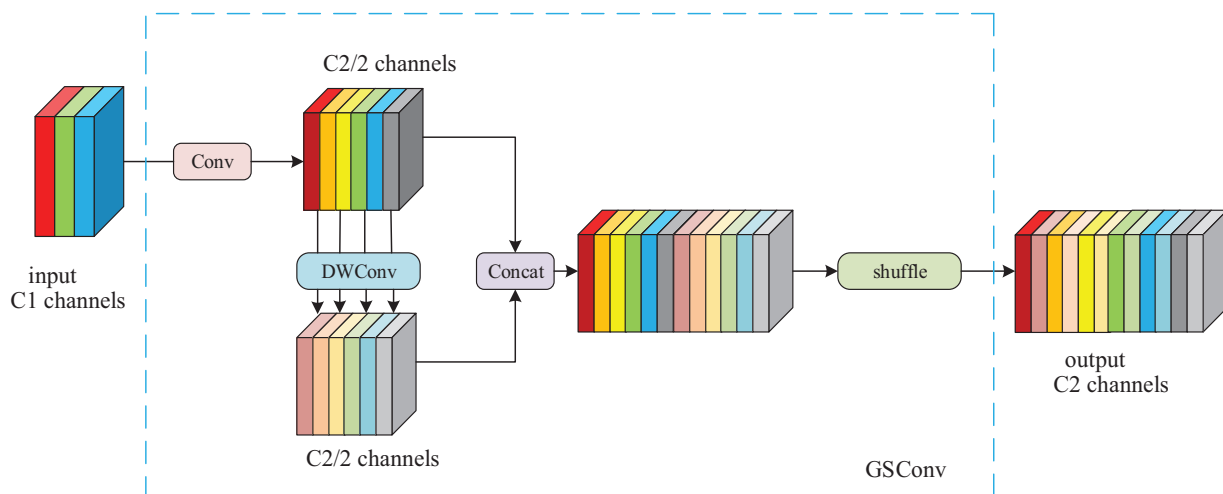 C2/2 channels
Conv
input
C1 channels
DWConv
Concat
shuffle
output
C2 channels
C2/2 channels
GSConv